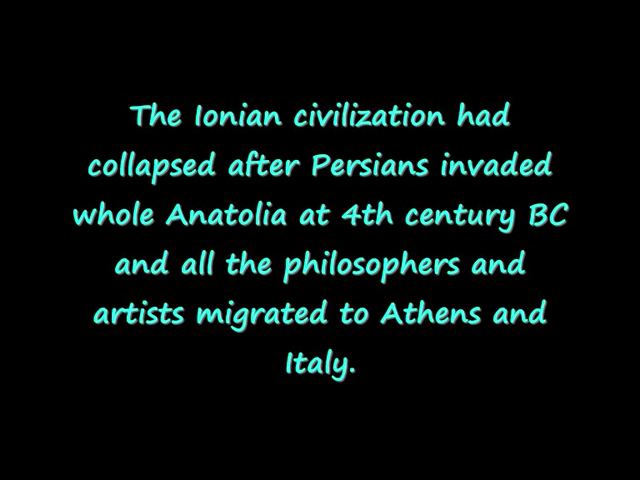 The Ionian civilization had
collapsed after Persians invaded
whole Anatolia at 4th century BC
and all the philosophers and
artists migrated to Athens and
Italy.